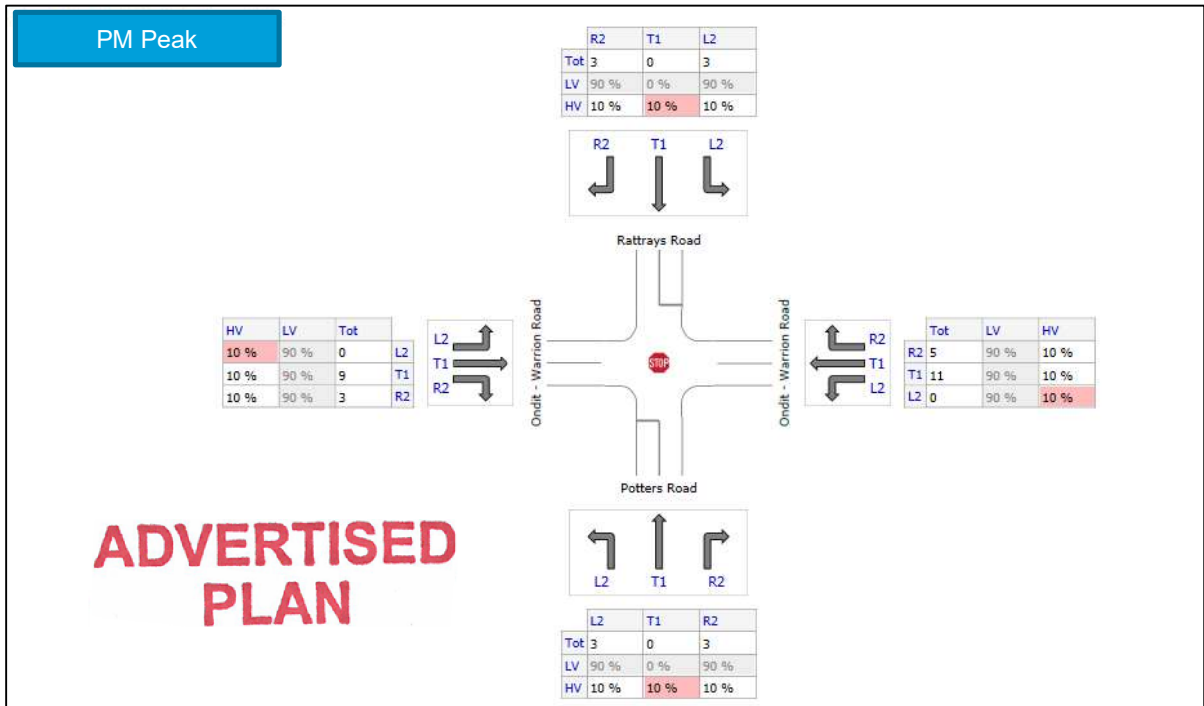 PM Peak
R2 T1 L2
Tot 3 0 3
LV 90 % 0 % 90 %
HV 10 % 10 % 10 %
R2 T1 L2
Rattrays Road
HV LV Tot
10 % 90 % 0 L2
10 % 90 % 9 T1
10 % 90 % 3 R2
L2
T1
R2
Ondit - Warrion Road
STOP
Ondit - Warrion Road
R2
T1
L2
Tot LV HV
R2 5 90 % 10 %
T1 11 90 % 10 %
L2 0 90 % 10 %
Potters Road
L2 T1 R2
L2 T1 R2
Tot 3 0 3
LV 90 % 0 % 90 %
HV 10 % 10 % 10 %
ADVERTISED
PLAN